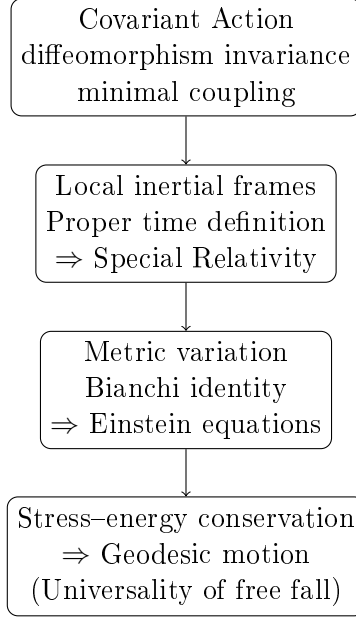 Covariant Action
diffeomorphism invariance
minimal coupling
Local inertial frames
Proper time definition
⇒ Special Relativity
Metric variation
Bianchi identity
⇒ Einstein equations
Stress–energy conservation
⇒ Geodesic motion
(Universality of free fall)